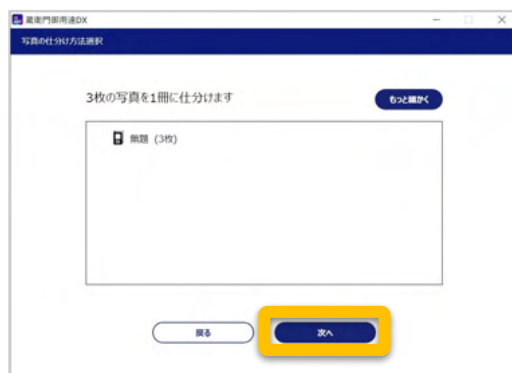 蔵衛門御用達DX
写真の仕分け方法選択
3枚の写真を1冊に仕分けます
もっと細かく
無題 (3枚)
戻る
次へ